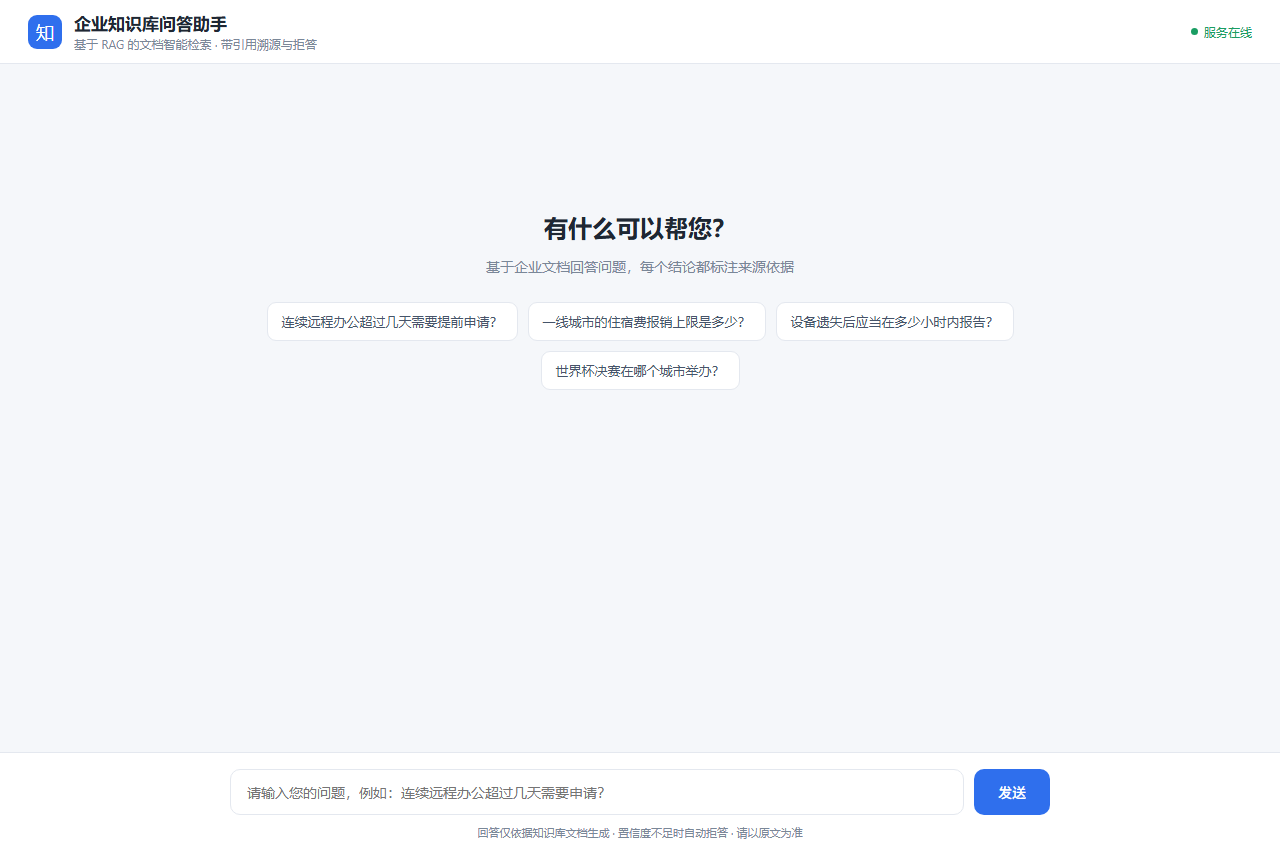 知
企业知识库问答助手
基于 RAG 的文档智能检索 · 带引用溯源与拒答
服务在线
有什么可以帮您？
基于企业文档回答问题，每个结论都标注来源依据
连续远程办公超过几天需要提前申请？
一线城市的住宿费报销上限是多少？
设备遗失后应当在多少小时内报告？
世界杯决赛在哪个城市举办？
请输入您的问题，例如：连续远程办公超过几天需要申请？
发送
回答仅依据知识库文档生成 · 置信度不足时自动拒答 · 请以原文为准